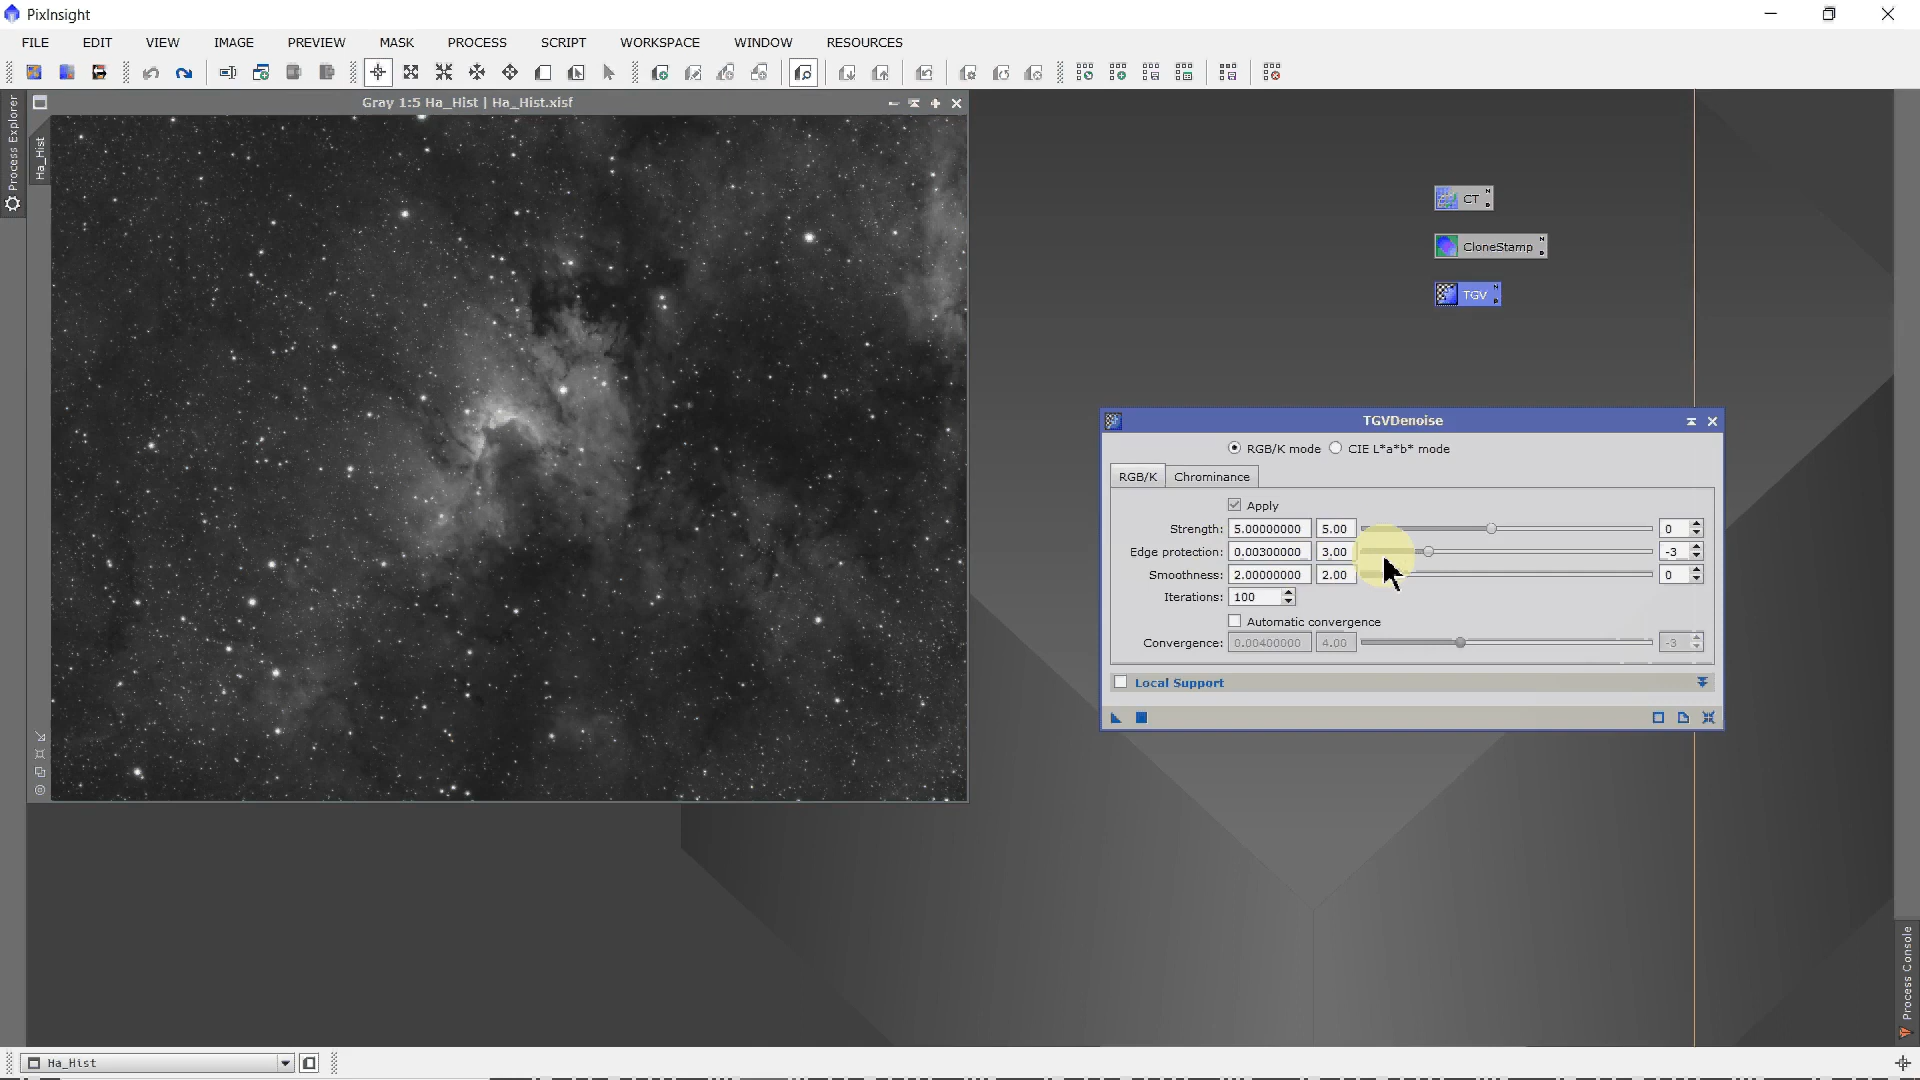 PixInsight
FILE EDIT VIEW IMAGE PREVIEW MASK PROCESS SCRIPT WORKSPACE WINDOW RESOURCES
Process Explorer
Gray 1:5 Ha_Hist | Ha_Hist.xisf
Ha_Hist
CT N D
CloneStamp N D
TGV N D
TGVDenoise
RGB/K mode CIE L*a*b* mode
RGB/K Chrominance
Apply
Strength: 5.00000000 5.00 0
Edge protection: 0.00300000 3.00 -3
Smoothness: 2.00000000 2.00 0
Iterations: 100
Automatic convergence
Convergence: 0.00400000 4.00 -3
Local Support
Process Console
Ha_Hist